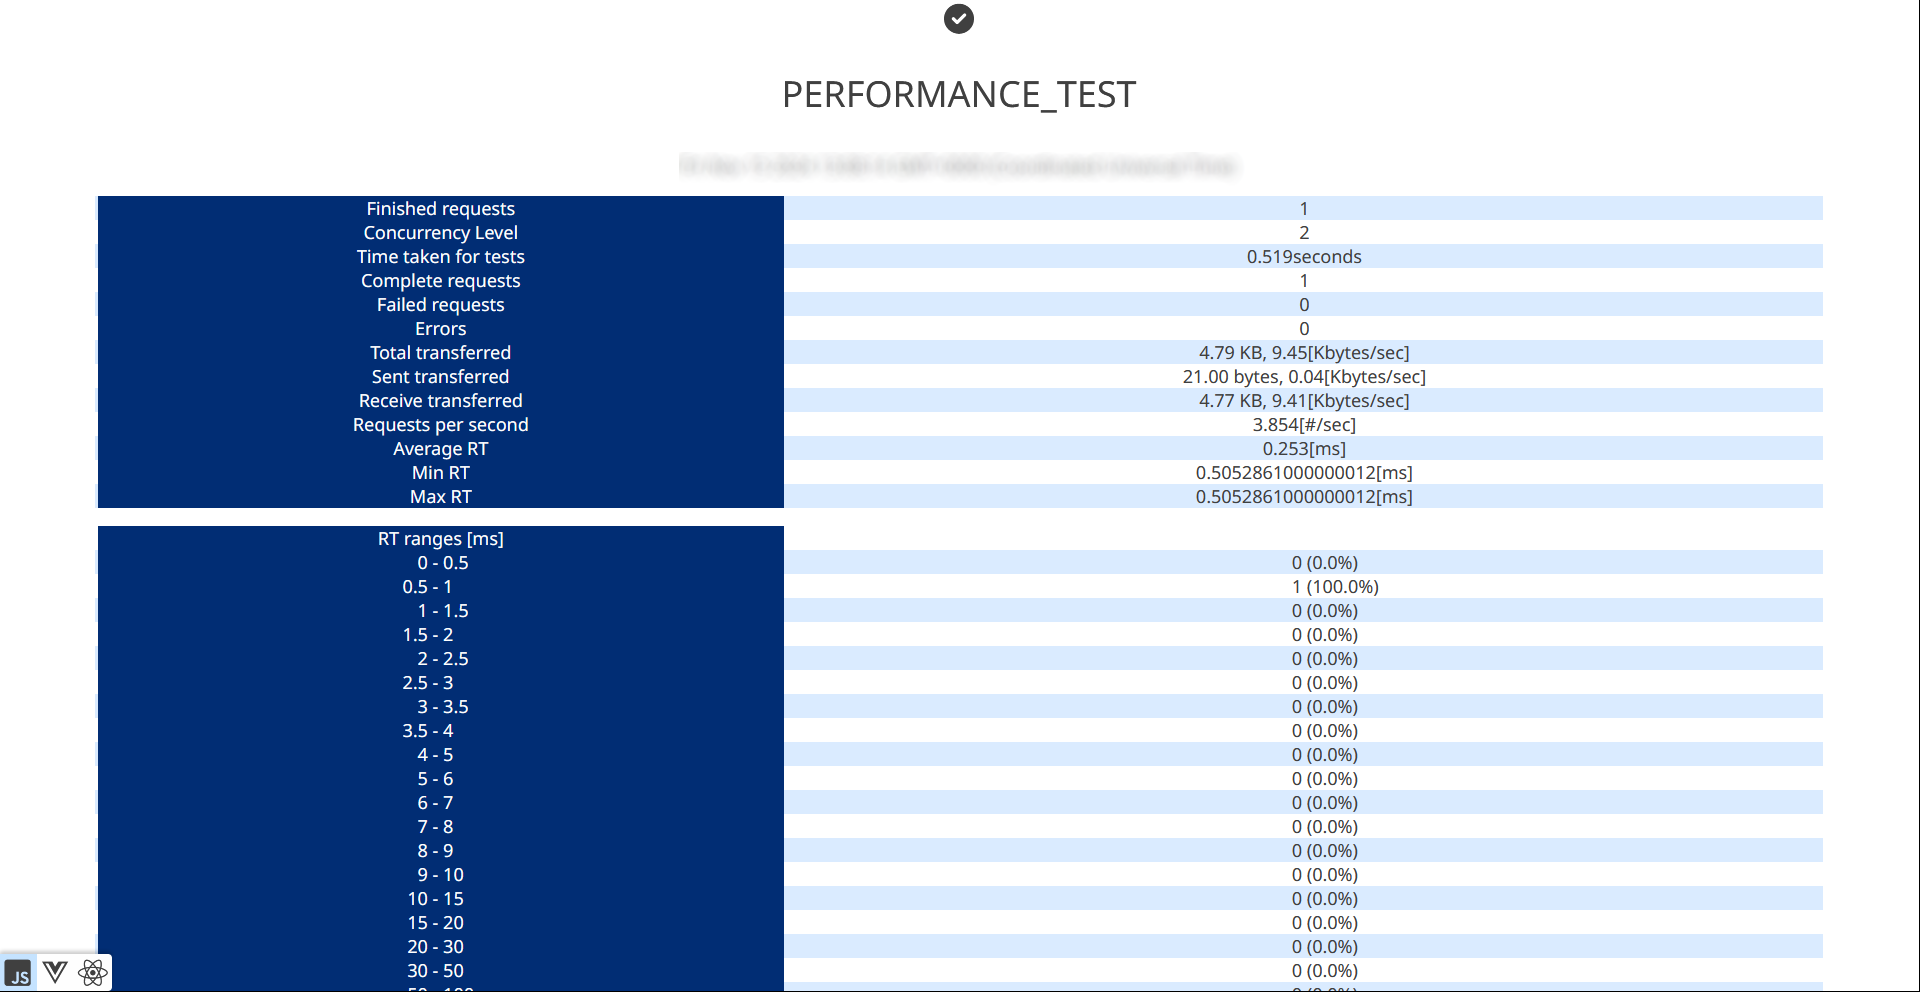 PERFORMANCE_TEST
Finished requests 1
Concurrency Level 2
Time taken for tests 0.519seconds
Complete requests 1
Failed requests 0
Errors 0
Total transferred 4.79 KB, 9.45[Kbytes/sec]
Sent transferred 21.00 bytes, 0.04[Kbytes/sec]
Receive transferred 4.77 KB, 9.41[Kbytes/sec]
Requests per second 3.854[#/sec]
Average RT 0.253[ms]
Min RT 0.5052861000000012[ms]
Max RT 0.5052861000000012[ms]
RT ranges [ms]
0 - 0.5 0 (0.0%)
0.5 - 1 1 (100.0%)
1 - 1.5 0 (0.0%)
1.5 - 2 0 (0.0%)
2 - 2.5 0 (0.0%)
2.5 - 3 0 (0.0%)
3 - 3.5 0 (0.0%)
3.5 - 4 0 (0.0%)
4 - 5 0 (0.0%)
5 - 6 0 (0.0%)
6 - 7 0 (0.0%)
7 - 8 0 (0.0%)
8 - 9 0 (0.0%)
9 - 10 0 (0.0%)
10 - 15 0 (0.0%)
15 - 20 0 (0.0%)
20 - 30 0 (0.0%)
30 - 50 0 (0.0%)
JS